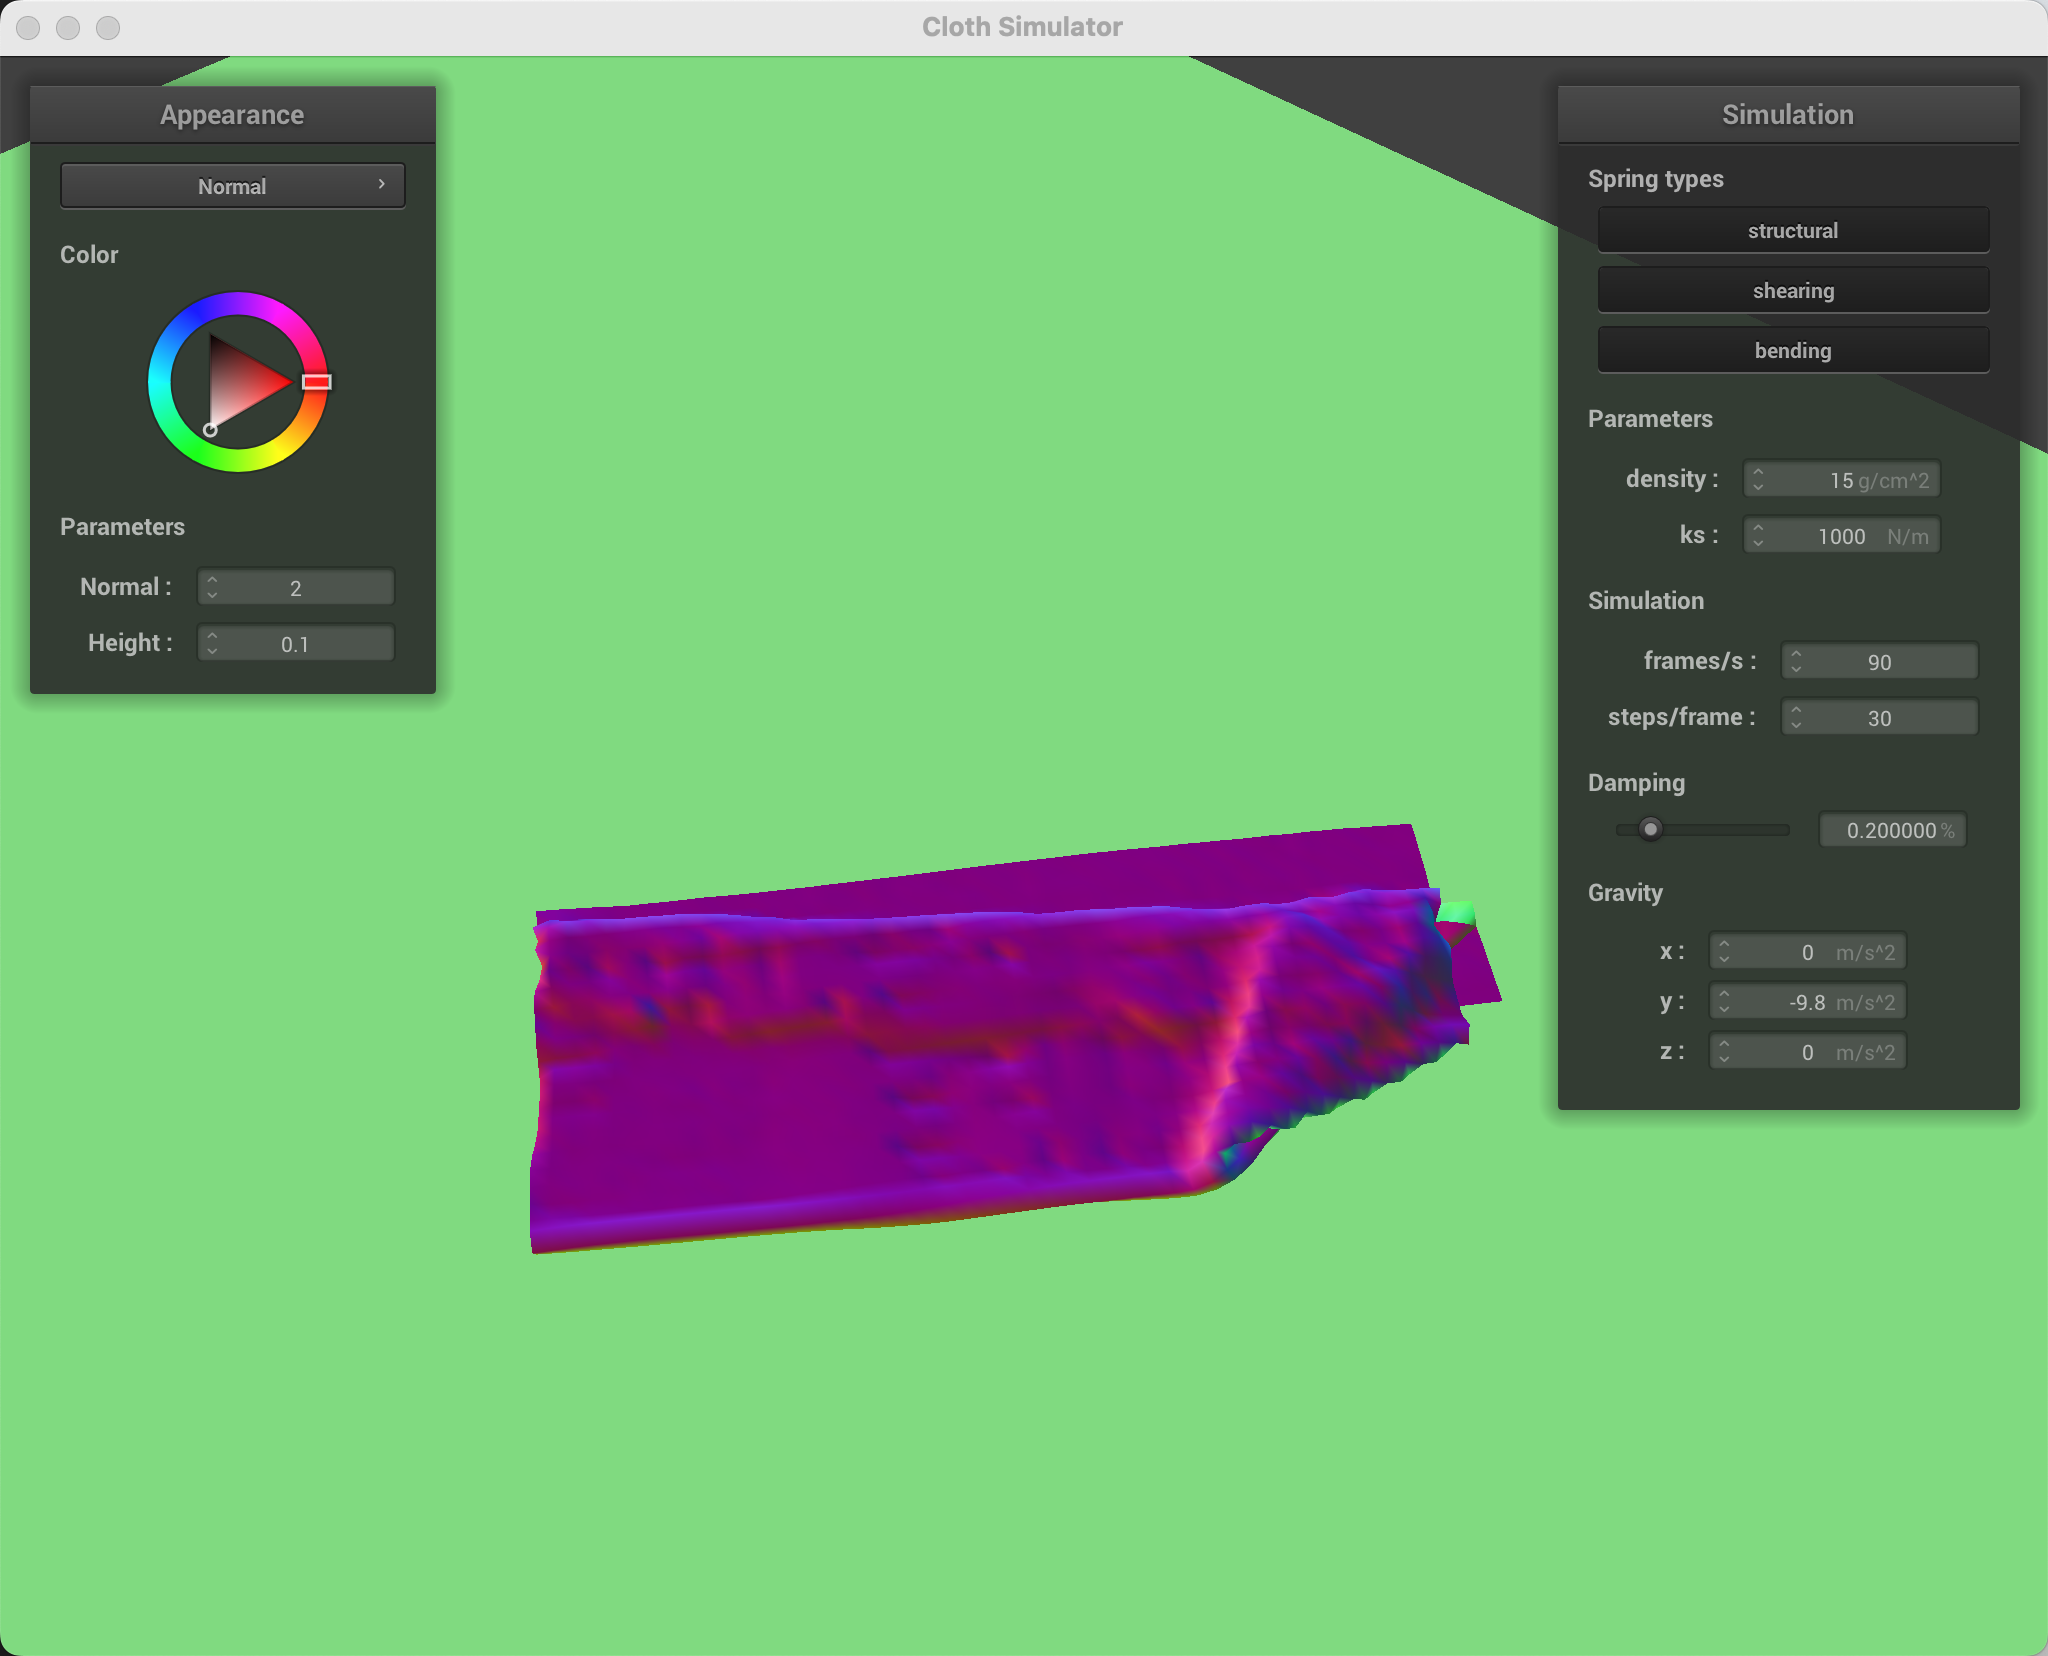 Cloth Simulator
Appearance
Normal
Color
Parameters
Normal : 2
Height : 0.1
Simulation
Spring types
structural
shearing
bending
Parameters
density : 15 g/cm^2
ks : 1000 N/m
Simulation
frames/s : 90
steps/frame : 30
Damping
0.200000 %
Gravity
x : 0 m/s^2
y : -9.8 m/s^2
z : 0 m/s^2